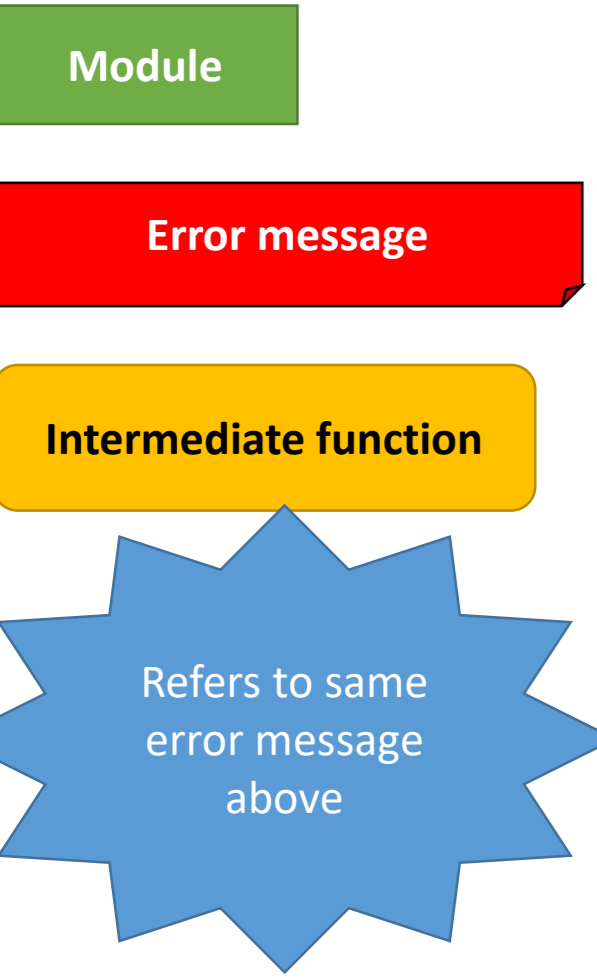 Module
Error message
Intermediate function
Refers to same
error message
above